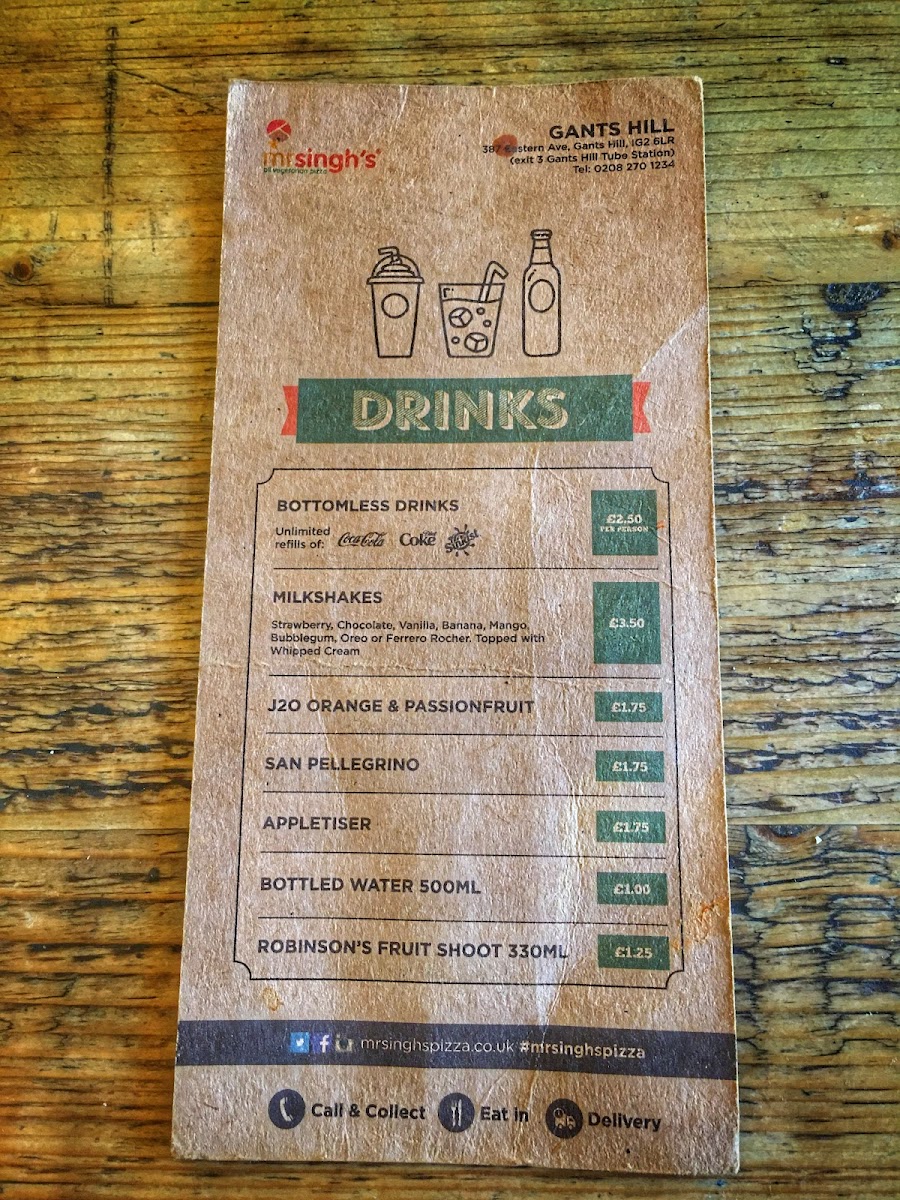 mrsingh's
all vegetarian pizza
GANTS HILL
387 Eastern Ave, Gants Hill, IG2 6LR
(exit 3 Gants Hill Tube Station)
Tel: 0208 270 1234
DRINKS
BOTTOMLESS DRINKS
Unlimited
refills of: Coca-Cola Coke Sunkist
£2.50
PER PERSON
MILKSHAKES
Strawberry, Chocolate, Vanilla, Banana, Mango,
Bubblegum, Oreo or Ferrero Rocher. Topped with
Whipped Cream
£3.50
J2O ORANGE & PASSIONFRUIT £1.75
SAN PELLEGRINO £1.75
APPLETISER £1.75
BOTTLED WATER 500ML £1.00
ROBINSON'S FRUIT SHOOT 330ML £1.25
mrsinghspizza.co.uk #mrsinghspizza
Call & Collect Eat in Delivery